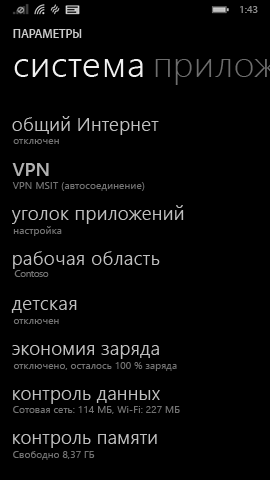 1:43
ПАРАМЕТРЫ
система прилож
общий Интернет
отключен
VPN
VPN MSIT (автосоединение)
уголок приложений
настройка
рабочая область
Contoso
детская
отключен
экономия заряда
отключено, осталось 100 % заряда
контроль данных
Сотовая сеть: 114 МБ, Wi-Fi: 227 МБ
контроль памяти
Свободно 8,37 ГБ